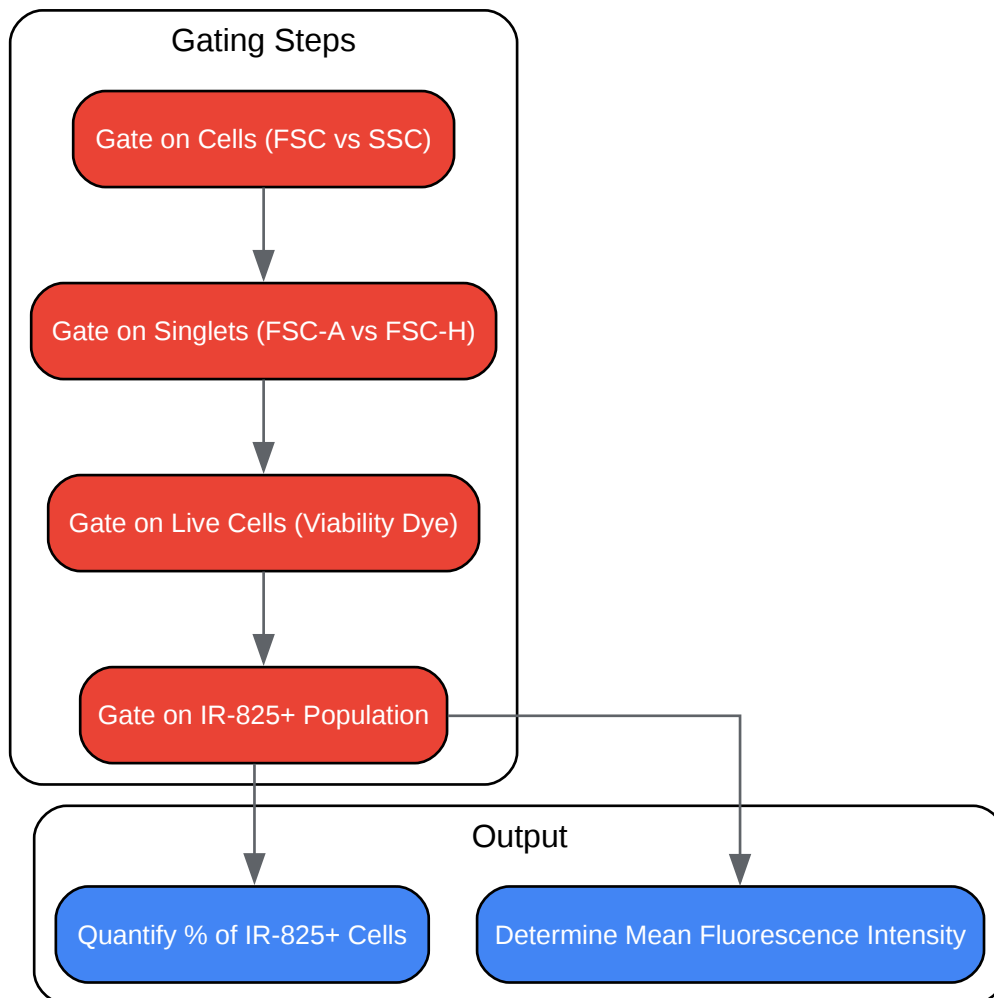 Gating Steps
Gate on Cells (FSC vs SSC)
Gate on Singlets (FSC-A vs FSC-H)
Gate on Live Cells (Viability Dye)
Gate on IR-825+ Population
Output
Quantify % of IR-825+ Cells
Determine Mean Fluorescence Intensity